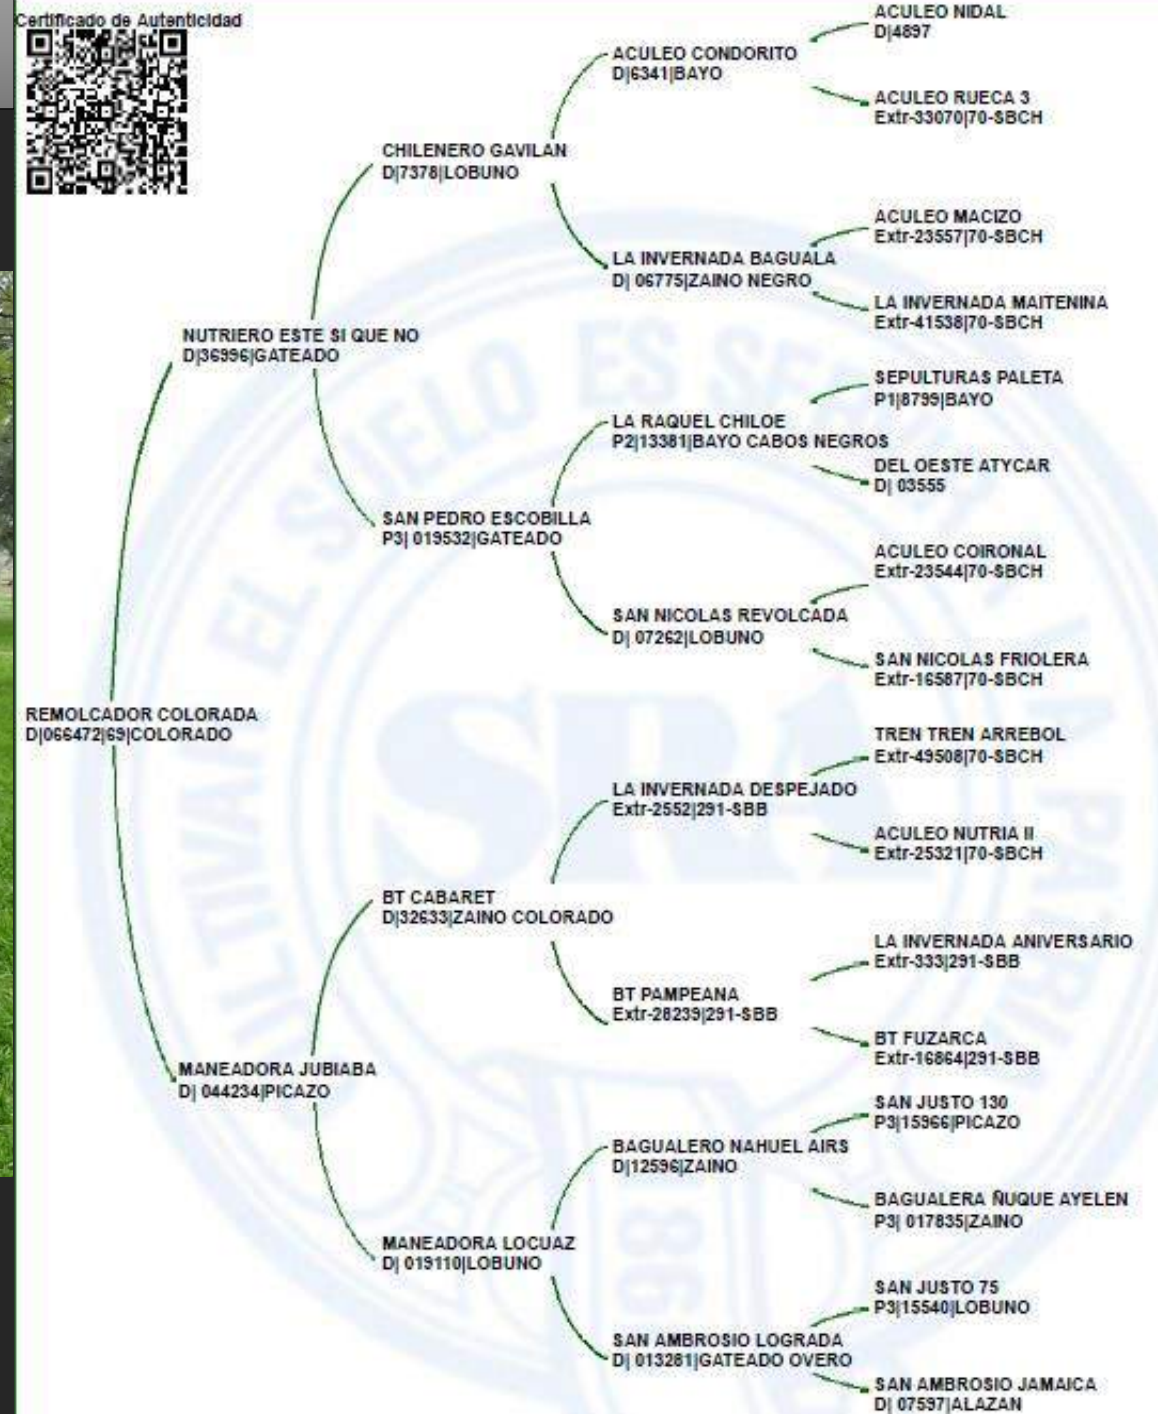 Certificado de Autenticidad
ACULEO NIDAL
D|4897
ACULEO CONDORITO
D|6341|BAYO
ACULEO RUECA 3
Extr-33070|70-SBCH
CHILENERO GAVILAN
D|7378|LOBUNO
ACULEO MACIZO
Extr-23557|70-SBCH
LA INVERNADA BAGUALA
D| 06775|ZAINO NEGRO
LA INVERNADA MAITENINA
Extr-41538|70-SBCH
NUTRIERO ESTE SI QUE NO
D|36996|GATEADO
SEPULTURAS PALETA
P1|8799|BAYO
LA RAQUEL CHILOE
P2|13381|BAYO CABOS NEGROS
DEL OESTE ATYCAR
D| 03555
SAN PEDRO ESCOBILLA
P3| 019532|GATEADO
ACULEO COIRONAL
Extr-23544|70-SBCH
SAN NICOLAS REVOLCADA
D| 07262|LOBUNO
SAN NICOLAS FRIOLERA
Extr-16587|70-SBCH
REMOLCADOR COLORADA
D|066472|69|COLORADO
TREN TREN ARREBOL
Extr-49508|70-SBCH
LA INVERNADA DESPEJADO
Extr-2552|291-SBB
ACULEO NUTRIA II
Extr-25321|70-SBCH
BT CABARET
D|32633|ZAINO COLORADO
LA INVERNADA ANIVERSARIO
Extr-333|291-SBB
BT PAMPEANA
Extr-28239|291-SBB
BT FUZARCA
Extr-16864|291-SBB
MANEADORA JUBIABA
D| 044234|PICAZO
SAN JUSTO 130
P3|15966|PICAZO
BAGUALERO NAHUEL AIRS
D|12596|ZAINO
BAGUALERA ÑUQUE AYELEN
P3| 017835|ZAINO
MANEADORA LOCUAZ
D| 019110|LOBUNO
SAN JUSTO 75
P3|15540|LOBUNO
SAN AMBROSIO LOGRADA
D| 013281|GATEADO OVERO
SAN AMBROSIO JAMAICA
D| 07597|ALAZAN
SRA